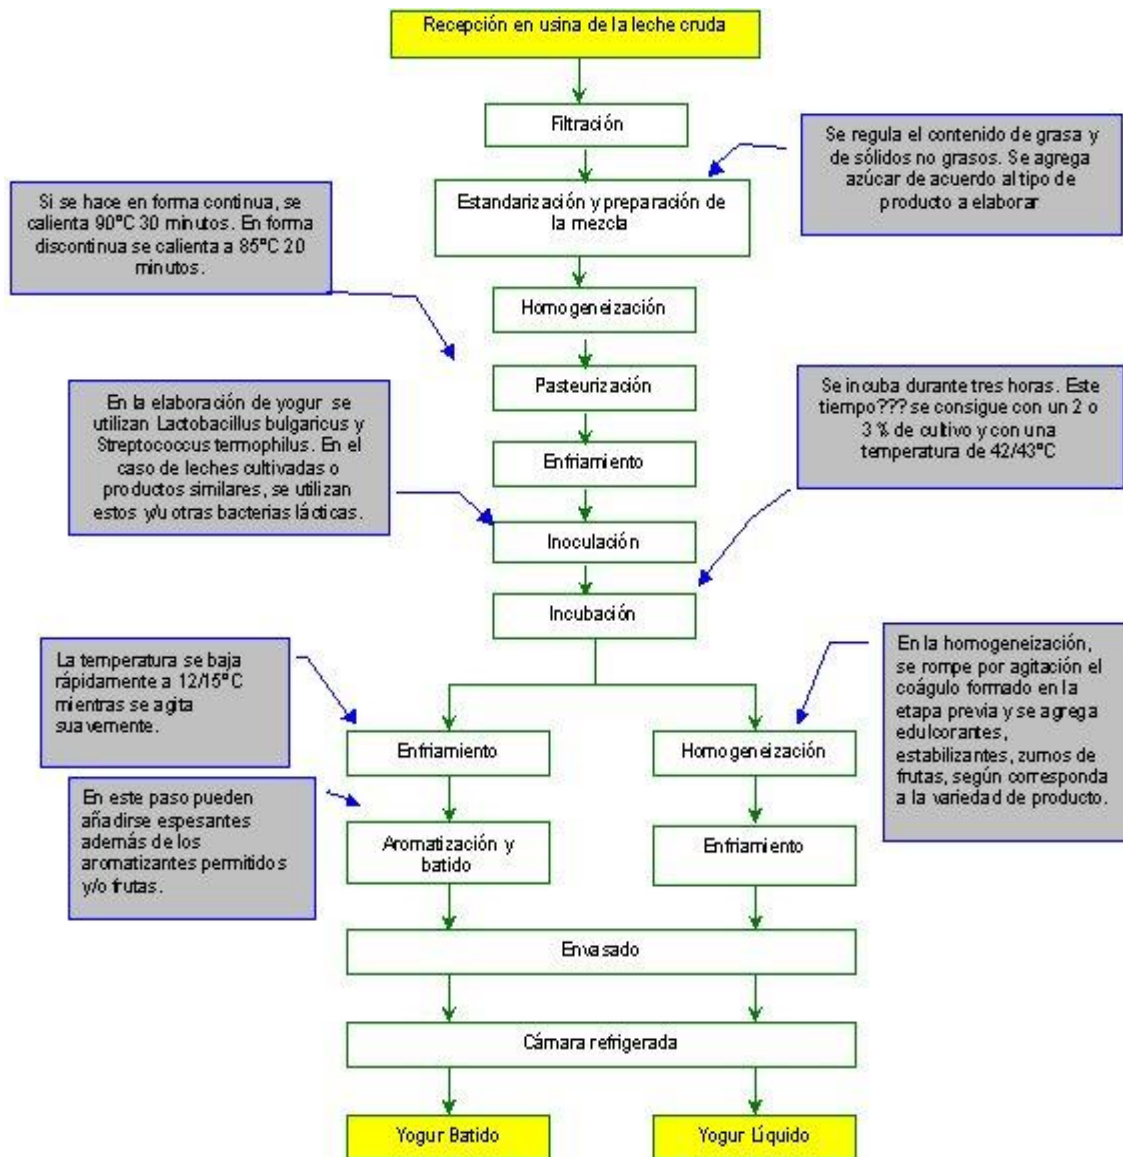 Recepción en usina de la leche cruda
Filtración
Se regula el contenido de grasa y
de sólidos no grasos. Se agrega
azúcar de acuerdo al tipo de
producto a elaborar
Si se hace en forma continua, se
calienta 90°C 30 minutos. En forma
discontinua se calienta a 85°C 20
minutos.
Estandarización y preparación de
la mezcla
Homogeneización
Pasteurización
Se incuba durante tres horas. Este
tiempo??? se consigue con un 2 o
3 % de cultivo y con una
temperatura de 42/43°C
En la elaboración de yogur se
utilizan Lactobacillus bulgaricus y
Streptococcus termophilus. En el
caso de leches cultivadas o
productos similares, se utilizan
estos y/u otras bacterias lácticas.
Enfriamiento
Inoculación
Incubación
La temperatura se baja
rápidamente a 12/15°C
mientras se agita
suavemente.
En la homogeneización,
se rompe por agitación el
coágulo formado en la
etapa previa y se agrega
edulcorantes,
estabilizantes, zumos de
frutas, según corresponda
a la variedad de producto.
Enfriamiento
Homogeneización
En este paso pueden
añadirse espesantes
además de los
aromatizantes permitidos
y/o frutas.
Aromatización y
batido
Enfriamiento
Envasado
Cámara refrigerada
Yogur Batido
Yogur Líquido